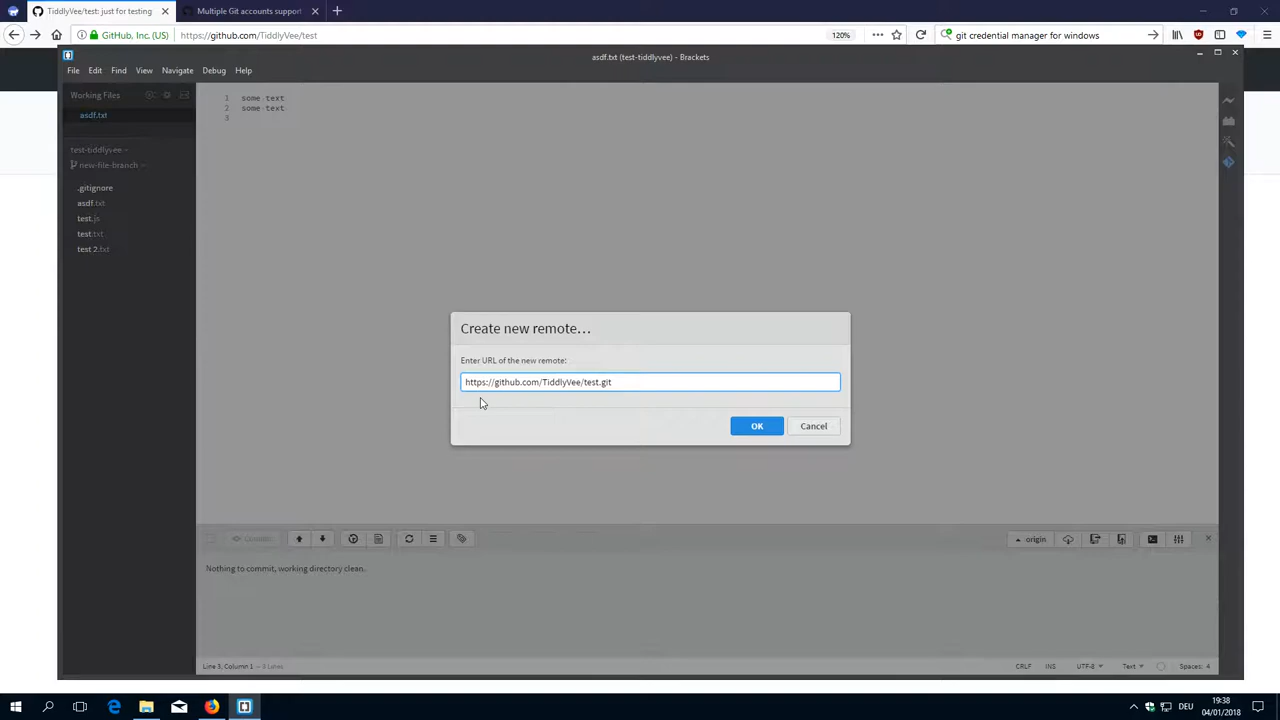 TiddlyVee/test: just for testing
Multiple Git accounts support
GitHub, Inc. (US)
https://github.com/TiddlyVee/test
120%
git credential manager for windows
asdf.txt (test-tiddlyvee) - Brackets
File Edit Find View Navigate Debug Help
Working Files
asdf.txt
test-tiddlyvee
new-file-branch
.gitignore
asdf.txt
test.js
test.txt
test 2.txt
1 some text
2 some text
3
Create new remote...
Enter URL of the new remote:
https://github.com/TiddlyVee/test.git
OK Cancel
Commit
origin
Nothing to commit, working directory clean.
Line 3, Column 1 — 3 Lines
CRLF INS UTF-8 Text Spaces: 4
DEU
19:38
04/01/2018